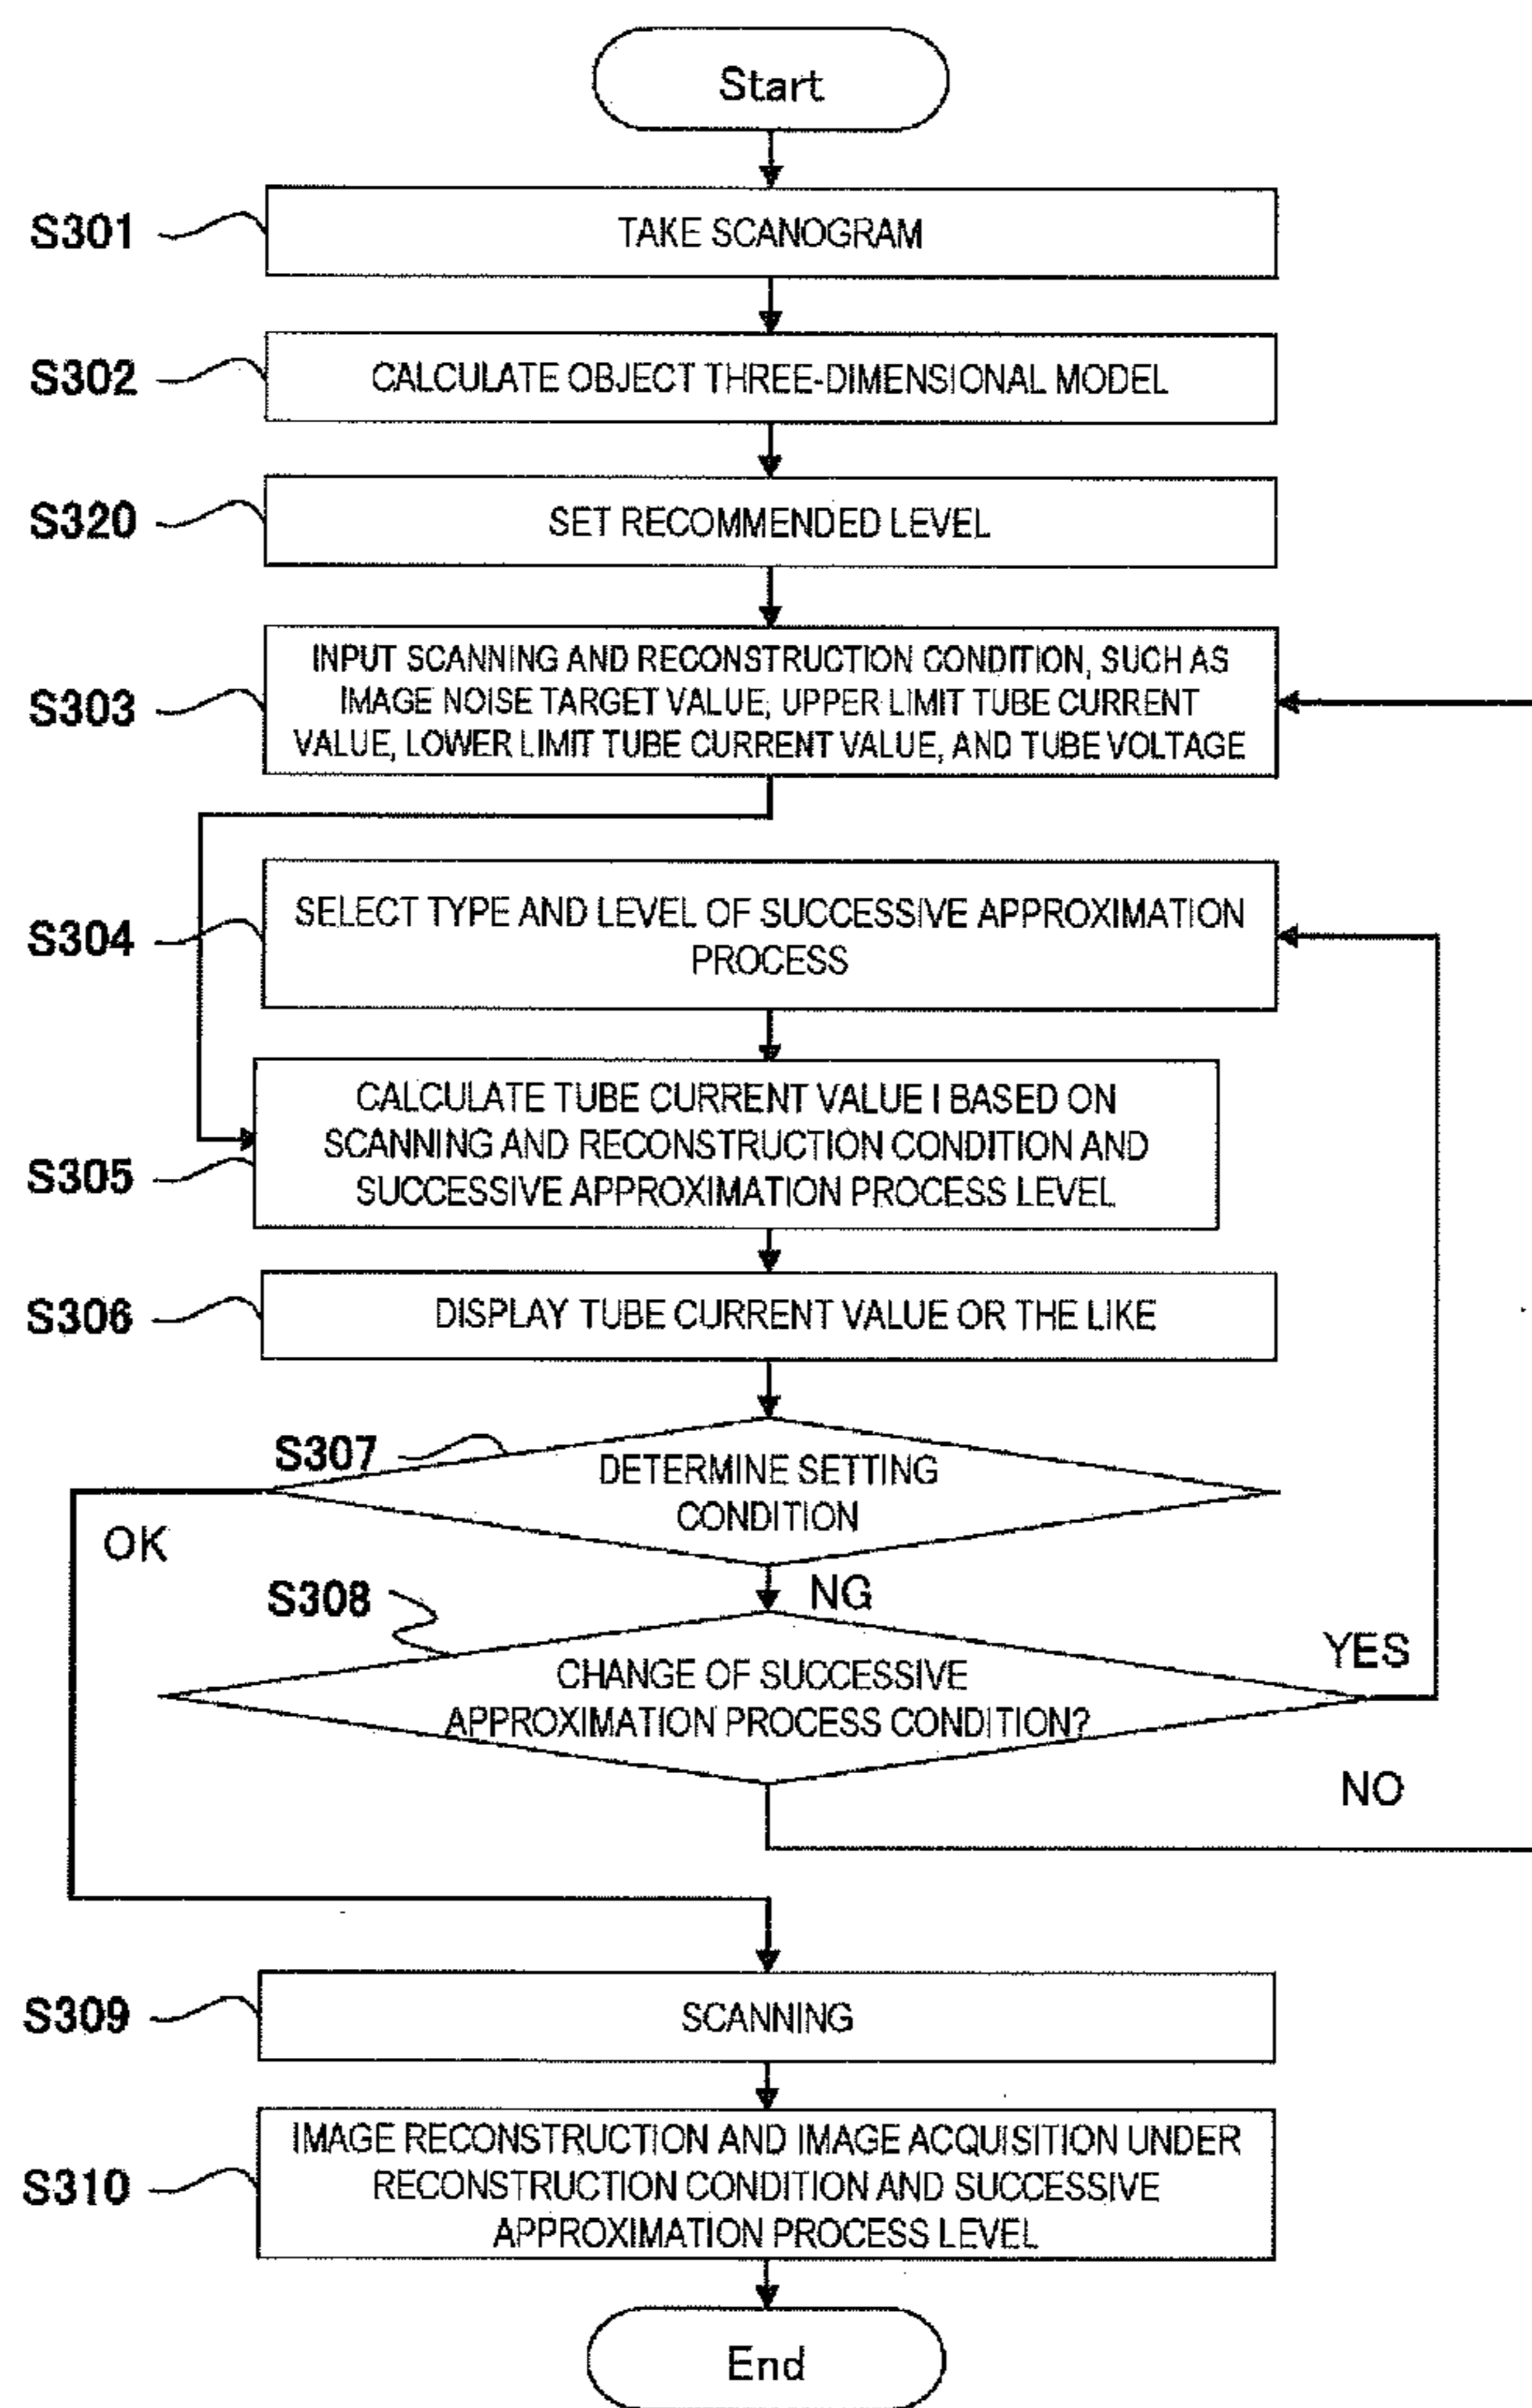 Start
S301
TAKE SCANOGRAM
S302
CALCULATE OBJECT THREE-DIMENSIONAL MODEL
S320
SET RECOMMENDED LEVEL
S303
INPUT SCANNING AND RECONSTRUCTION CONDITION, SUCH AS
IMAGE NOISE TARGET VALUE, UPPER LIMIT TUBE CURRENT
VALUE, LOWER LIMIT TUBE CURRENT VALUE, AND TUBE VOLTAGE
S304
SELECT TYPE AND LEVEL OF SUCCESSIVE APPROXIMATION
PROCESS
S305
CALCULATE TUBE CURRENT VALUE I BASED ON
SCANNING AND RECONSTRUCTION CONDITION AND
SUCCESSIVE APPROXIMATION PROCESS LEVEL
S306
DISPLAY TUBE CURRENT VALUE OR THE LIKE
S307
DETERMINE SETTING
CONDITION
OK
NG
S308
CHANGE OF SUCCESSIVE
APPROXIMATION PROCESS CONDITION?
YES
NO
S309
SCANNING
S310
IMAGE RECONSTRUCTION AND IMAGE ACQUISITION UNDER
RECONSTRUCTION CONDITION AND SUCCESSIVE
APPROXIMATION PROCESS LEVEL
End